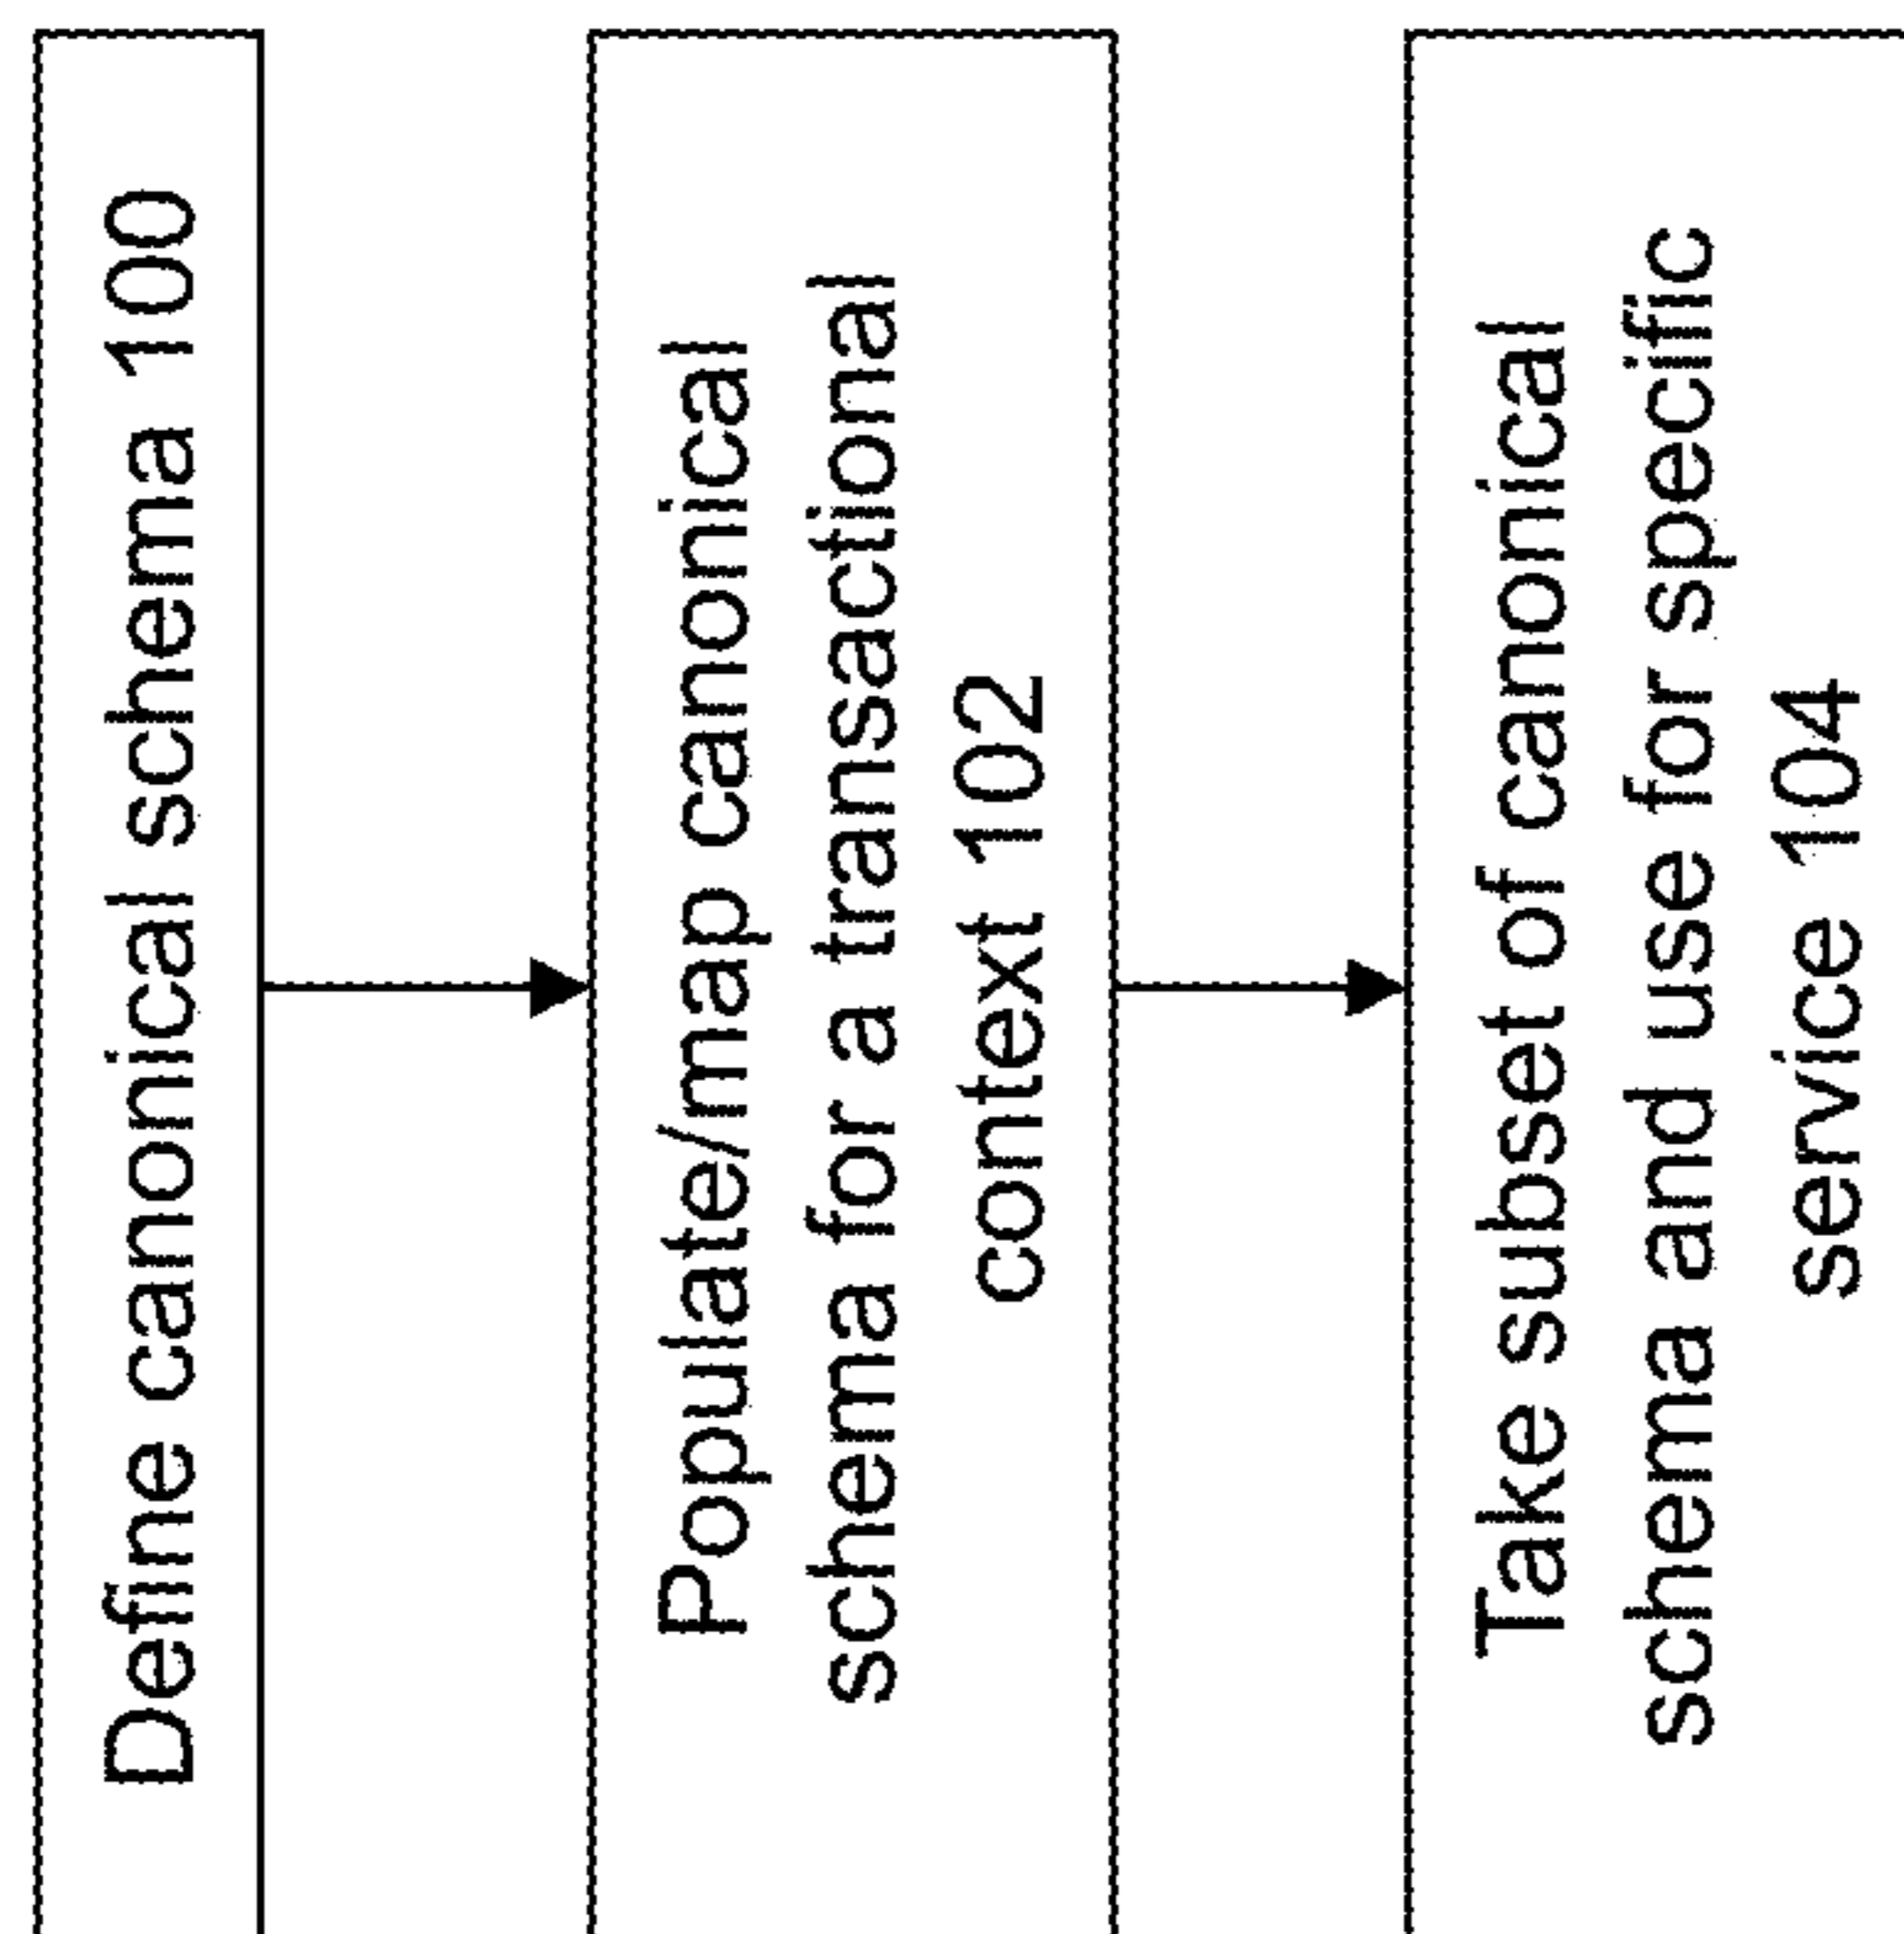 Define canonical schema 100
Populate/map canonical
schema for a transactional
context 102
Take subset of canonical
schema and use for specific
service 104